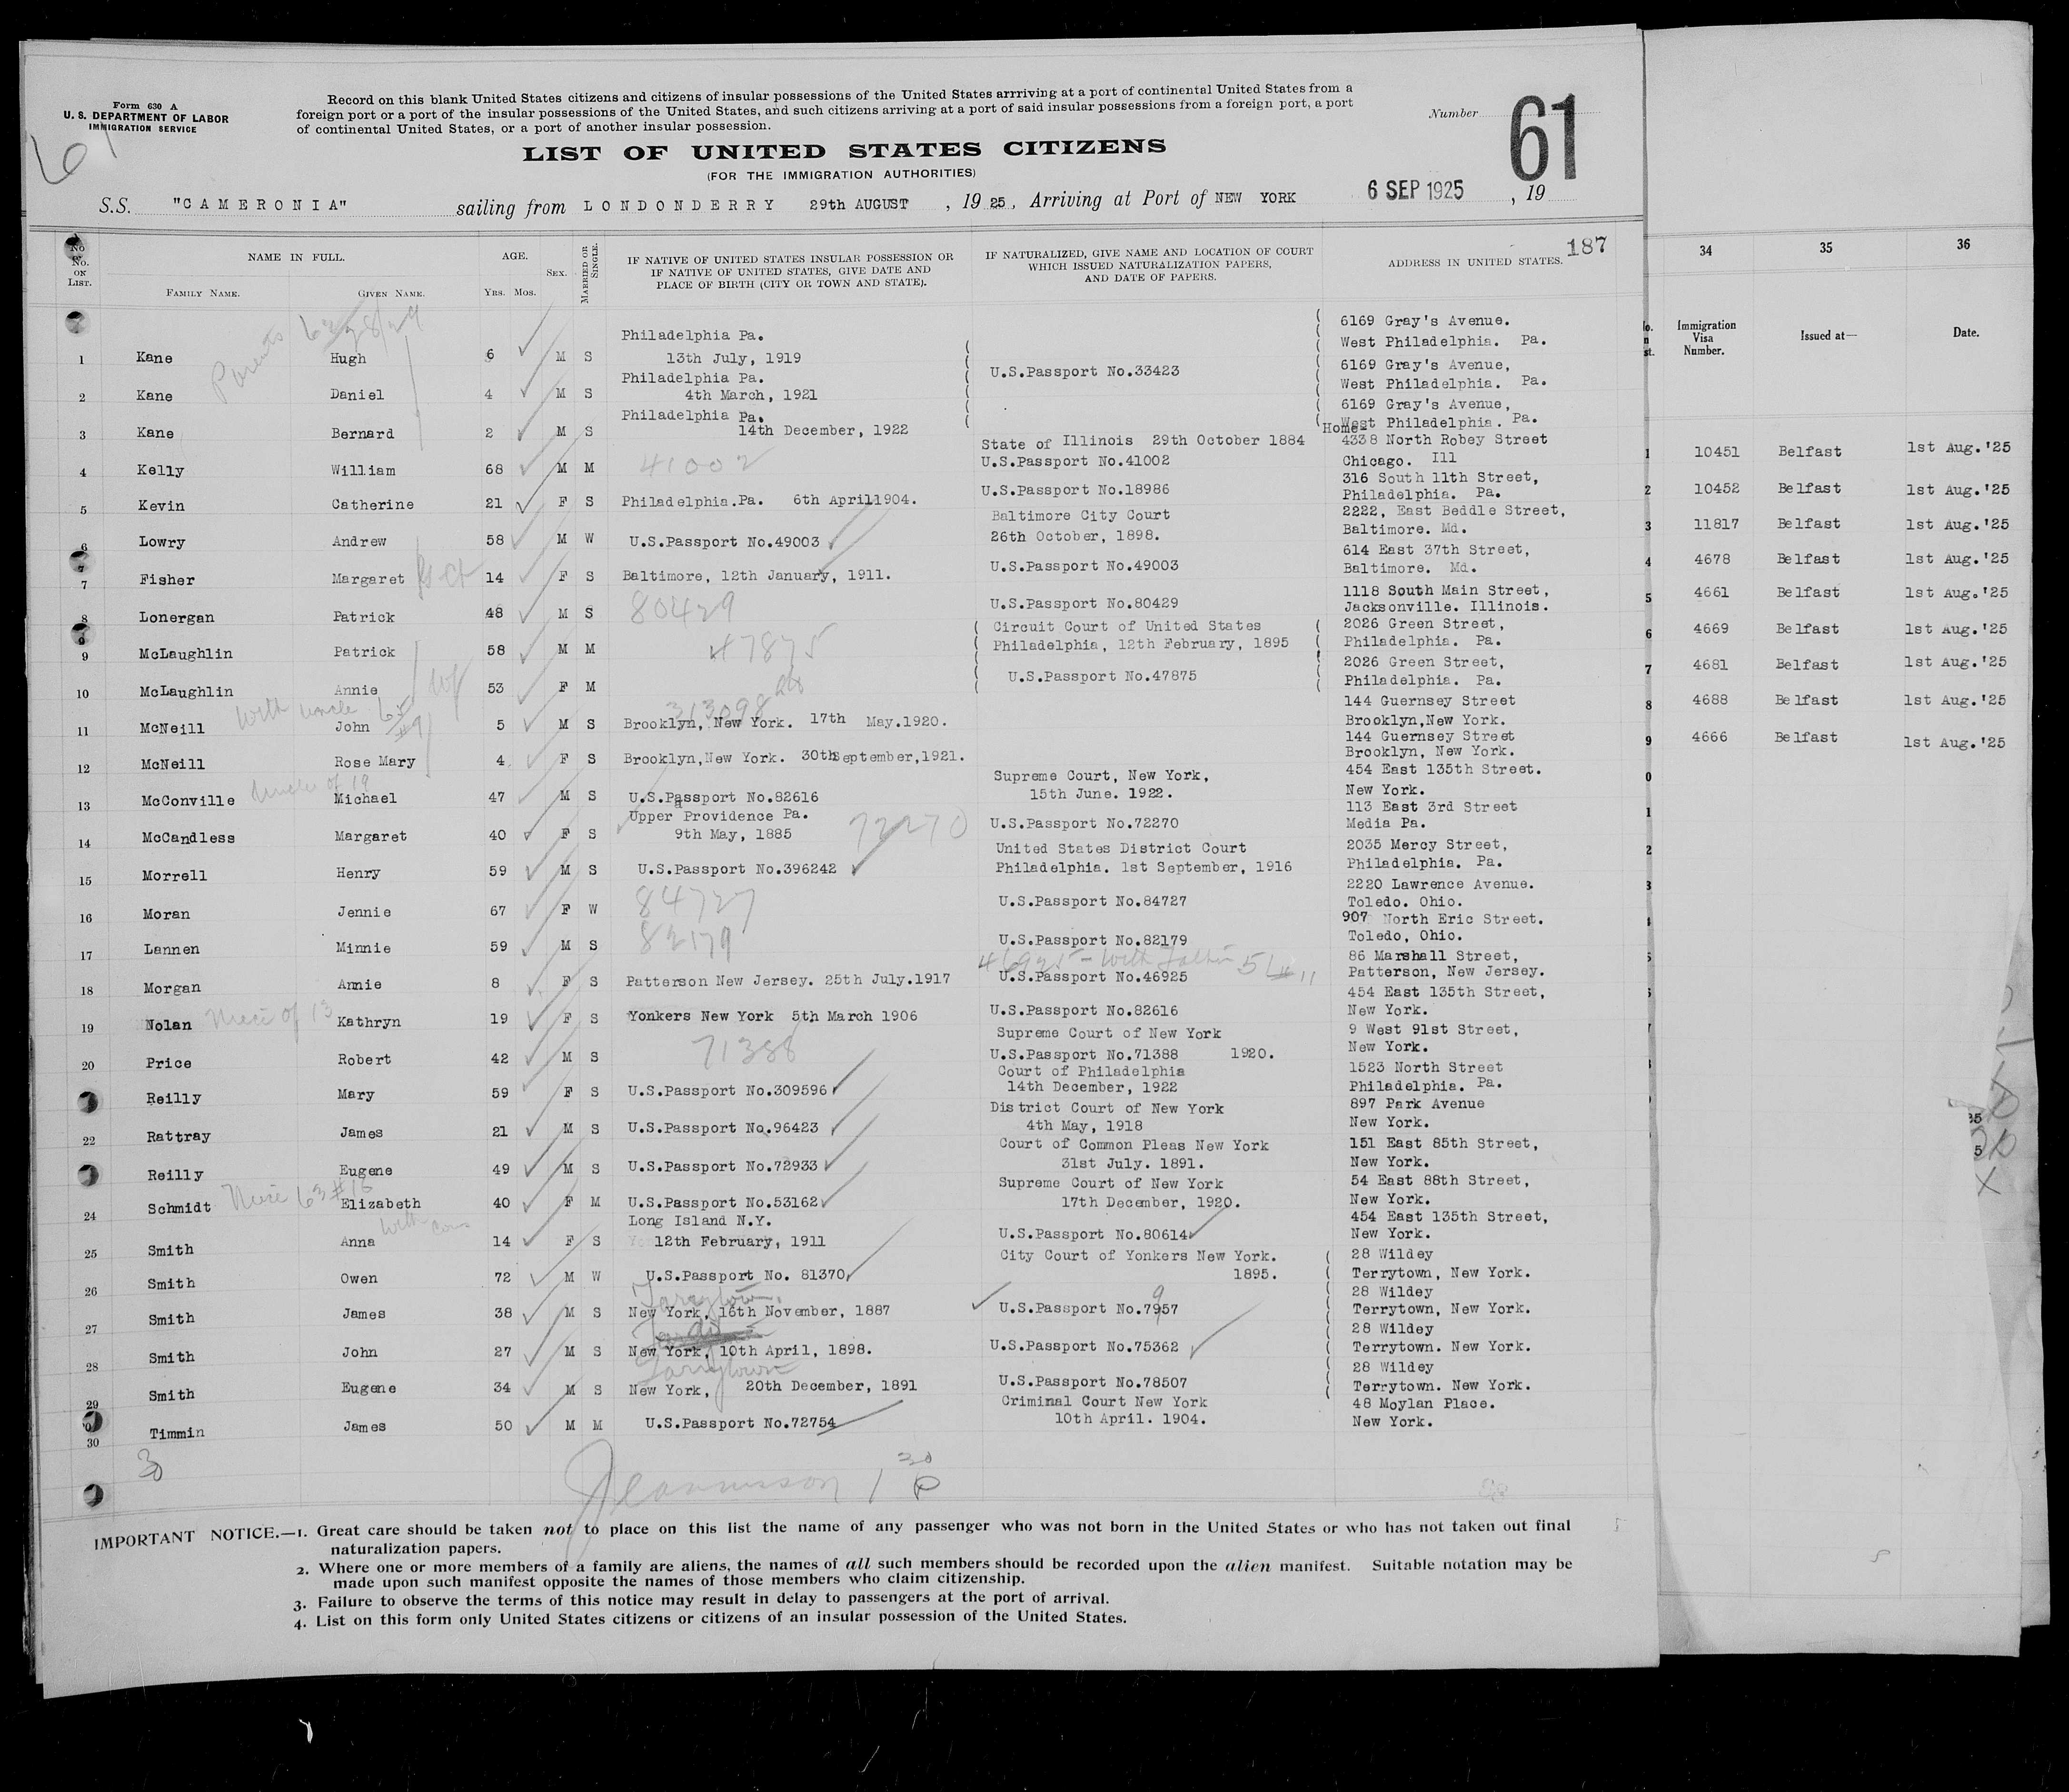 Form 630 A
U. S. DEPARTMENT OF LABOR
IMMIGRATION SERVICE
61
Record on this blank United States citizens and citizens of insular possessions of the United States arrriving at a port of continental United States from a
foreign port or a port of the insular possessions of the United States, and such citizens arriving at a port of said insular possessions from a foreign port, a port
of continental United States, or a port of another insular possession.
Number 61
LIST OF UNITED STATES CITIZENS
(FOR THE IMMIGRATION AUTHORITIES)
S.S. "CAMERONIA" sailing from LONDONDERRY 29th AUGUST, 1925, Arriving at Port of NEW YORK 6 SEP 1925, 19
187
No. ON LIST. NAME IN FULL. FAMILY NAME. GIVEN NAME. AGE. YRS. MOS. SEX. MARRIED OR SINGLE. IF NATIVE OF UNITED STATES INSULAR POSSESSION OR IF NATIVE OF UNITED STATES, GIVE DATE AND PLACE OF BIRTH (CITY OR TOWN AND STATE). IF NATURALIZED, GIVE NAME AND LOCATION OF COURT WHICH ISSUED NATURALIZATION PAPERS, AND DATE OF PAPERS. ADDRESS IN UNITED STATES.
Parents
1 Kane Hugh 6 M S Philadelphia Pa. 13th July, 1919 U.S.Passport No.33423 6169 Gray's Avenue. West Philadelphia. Pa.
2 Kane Daniel 4 M S Philadelphia Pa. 4th March, 1921 6169 Gray's Avenue, West Philadelphia. Pa.
3 Kane Bernard 2 M S Philadelphia Pa. 14th December, 1922 6169 Gray's Avenue, West Philadelphia. Pa.
4 Kelly William 68 M M 41002 State of Illinois 29th October 1884 U.S.Passport No.41002 Home- 4338 North Robey Street Chicago. Ill
5 Kevin Catherine 21 F S Philadelphia.Pa. 6th April1904. U.S.Passport No.18986 316 South 11th Street, Philadelphia. Pa.
6 Lowry Andrew 58 M W U.S.Passport No.49003 Baltimore City Court 26th October, 1898. 2222, East Beddle Street, Baltimore. Md.
7 Fisher Margaret 14 F S Baltimore, 12th January, 1911. U.S.Passport No.49003 614 East 37th Street, Baltimore. Md.
8 Lonergan Patrick 48 M S 80429 U.S.Passport No.80429 1118 South Main Street, Jacksonville. Illinois.
9 McLaughlin Patrick 58 M M 47875 Circuit Court of United States Philadelphia, 12th February, 1895 2026 Green Street, Philadelphia. Pa.
10 McLaughlin Annie 53 F M U.S.Passport No.47875 2026 Green Street, Philadelphia. Pa.
With uncle
313098
11 McNeill John 5 M S Brooklyn, New York. 17th May.1920. 144 Guernsey Street Brooklyn,New York.
12 McNeill Rose Mary 4 F S Brooklyn,New York. 30thSeptember,1921. 144 Guernsey Street Brooklyn, New York.
Uncle of 19
13 McConville Michael 47 M S U.S.Passport No.82616 Supreme Court, New York, 15th June. 1922. 454 East 135th Street. New York.
14 McCandless Margaret 40 F S Upper Providence Pa. 9th May, 1885 72270 U.S.Passport No.72270 113 East 3rd Street Media Pa.
15 Morrell Henry 59 M S U.S.Passport No.396242 United States District Court Philadelphia. 1st September, 1916 2035 Mercy Street, Philadelphia. Pa.
16 Moran Jennie 67 F W 84727 U.S.Passport No.84727 2220 Lawrence Avenue. Toledo. Ohio.
17 Lannen Minnie 59 M S 82179 U.S.Passport No.82179 907 North Eric Street. Toledo, Ohio.
46925 - With Father
18 Morgan Annie 8 F S Patterson New Jersey. 25th July.1917 U.S.Passport No.46925 86 Marshall Street, Patterson, New Jersey.
19 Nolan Niece of 13 Kathryn 19 F S Yonkers New York 5th March 1906 U.S.Passport No.82616 454 East 135th Street, New York.
20 Price Robert 42 M S 71388 Supreme Court of New York U.S.Passport No.71388 1920. 9 West 91st Street, New York.
Reilly Mary 59 F S U.S.Passport No.309596 Court of Philadelphia 14th December, 1922 1523 North Street Philadelphia. Pa.
22 Rattray James 21 M S U.S.Passport No.96423 District Court of New York 4th May, 1918 897 Park Avenue New York.
Reilly Eugene 49 M S U.S.Passport No.72933 Court of Common Pleas New York 31st July. 1891. 151 East 85th Street, New York.
24 Schmidt Elizabeth 40 F M U.S.Passport No.53162 Supreme Court of New York 17th December, 1920. 54 East 88th Street, New York.
25 Smith Anna 14 F S Long Island N.Y. 12th February, 1911 U.S.Passport No.80614 454 East 135th Street, New York.
26 Smith Owen 72 M W U.S.Passport No. 81370 City Court of Yonkers New York. 1895. 28 Wildey Terrytown, New York.
27 Smith James 38 M S Tarrytown New York, 16th November, 1887 U.S.Passport No.7957 9 28 Wildey Terrytown, New York.
28 Smith John 27 M S New York, 10th April, 1898. U.S.Passport No.75362 28 Wildey Terrytown. New York.
29 Smith Eugene 34 M S Tarrytown New York, 20th December, 1891 U.S.Passport No.78507 28 Wildey Terrytown. New York.
30 Timmin James 50 M M U.S.Passport No.72754 Criminal Court New York 10th April. 1904. 48 Moylan Place. New York.
30
IMPORTANT NOTICE.—1. Great care should be taken not to place on this list the name of any passenger who was not born in the United States or who has not taken out final
naturalization papers.
2. Where one or more members of a family are aliens, the names of all such members should be recorded upon the alien manifest. Suitable notation may be
made upon such manifest opposite the names of those members who claim citizenship.
3. Failure to observe the terms of this notice may result in delay to passengers at the port of arrival.
4. List on this form only United States citizens or citizens of an insular possession of the United States.
34 35 36
Immigration Visa Number. Issued at— Date.
1 10451 Belfast 1st Aug.'25
2 10452 Belfast 1st Aug.'25
3 11817 Belfast 1st Aug.'25
4 4678 Belfast 1st Aug.'25
5 4661 Belfast 1st Aug.'25
6 4669 Belfast 1st Aug.'25
7 4681 Belfast 1st Aug.'25
8 4688 Belfast 1st Aug.'25
9 4666 Belfast 1st Aug.'25